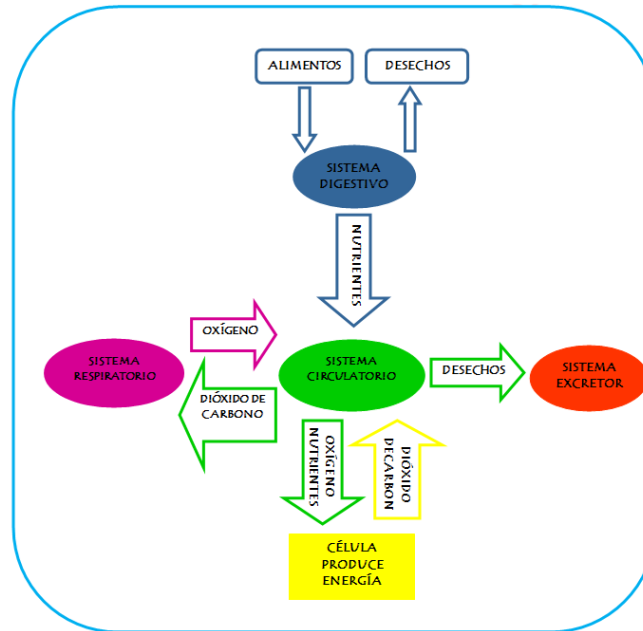 ALIMENTOS
DESECHOS
SISTEMA
DIGESTIVO
NUTRIENTES
OXÍGENO
SISTEMA
RESPIRATORIO
SISTEMA
CIRCULATORIO
DESECHOS
SISTEMA
EXCRETOR
DIÓXIDO DE
CARBONO
OXÍGENO
NUTRIENTES
DIÓXIDO
DECARBON
CÉLULA
PRODUCE
ENERGÍA